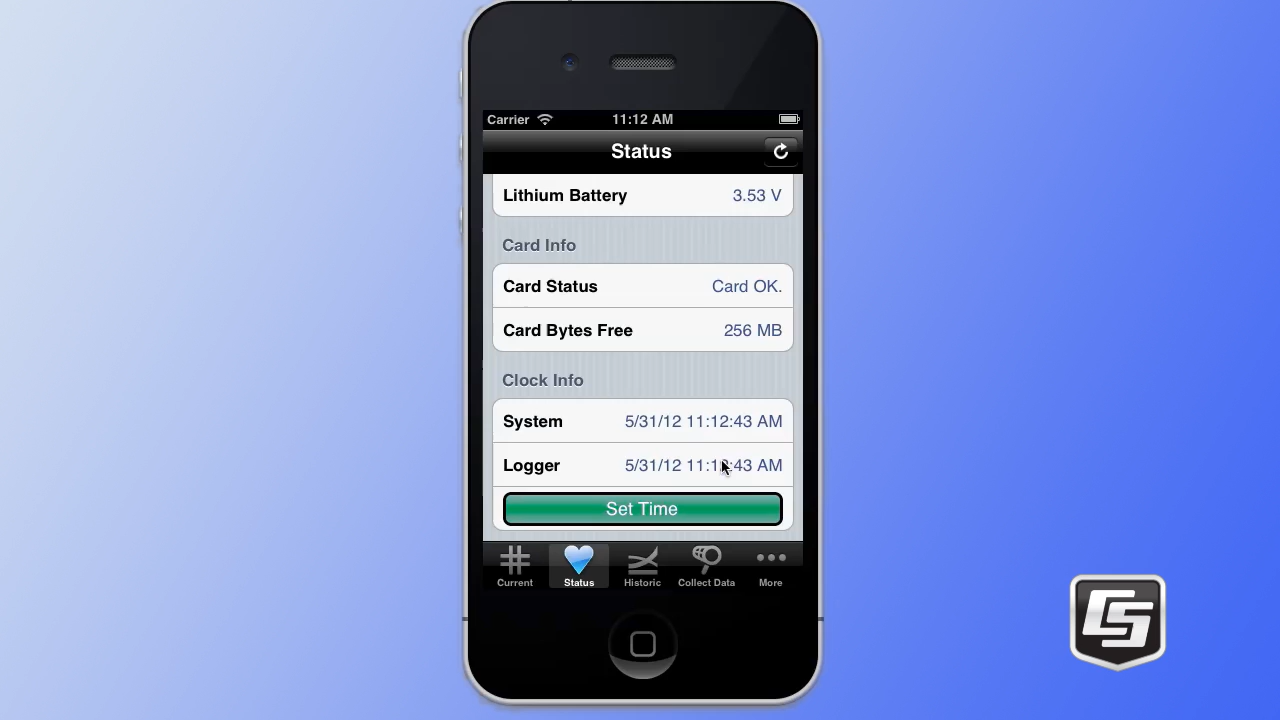 Carrier 11:12 AM
Status
Lithium Battery 3.53 V
Card Info
Card Status Card OK.
Card Bytes Free 256 MB
Clock Info
System 5/31/12 11:12:43 AM
Logger 5/31/12 11:12:43 AM
Set Time
Current Status Historic Collect Data More
CS